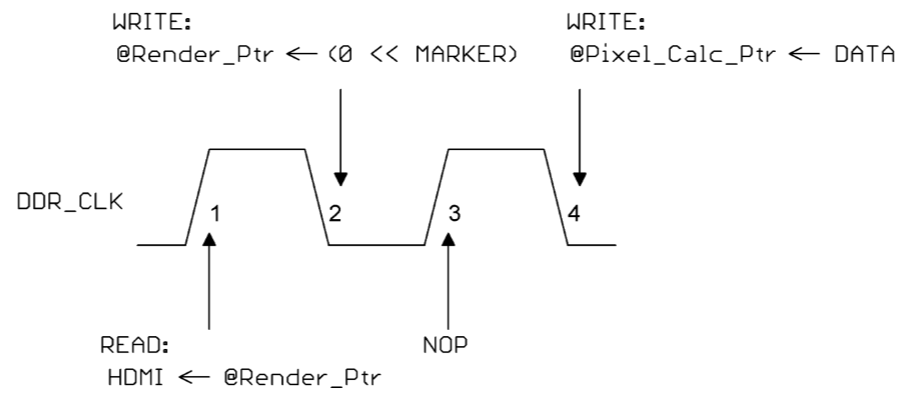 WRITE:
@Render_Ptr ← (0 << MARKER)
WRITE:
@Pixel_Calc_Ptr ← DATA
DDR_CLK
1
2
3
4
READ:
HDMI ← @Render_Ptr
NOP